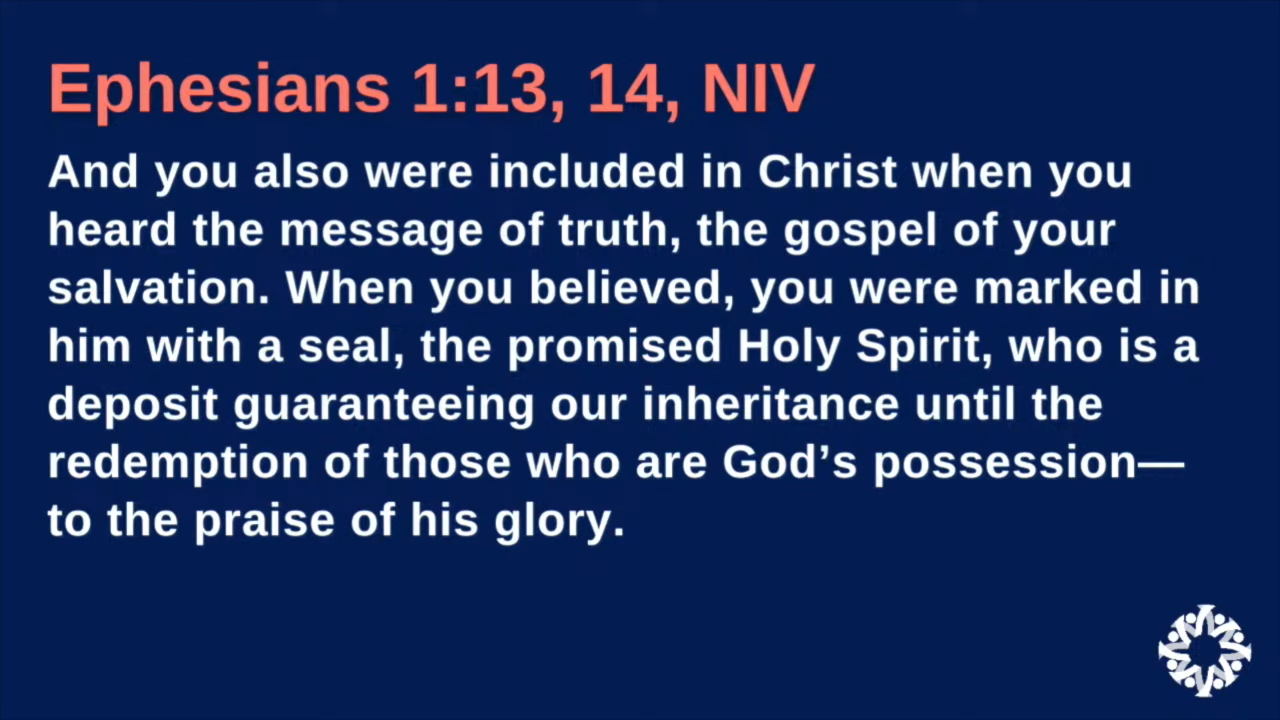 Ephesians 1:13, 14, NIV
And you also were included in Christ when you
heard the message of truth, the gospel of your
salvation. When you believed, you were marked in
him with a seal, the promised Holy Spirit, who is a
deposit guaranteeing our inheritance until the
redemption of those who are God’s possession—
to the praise of his glory.